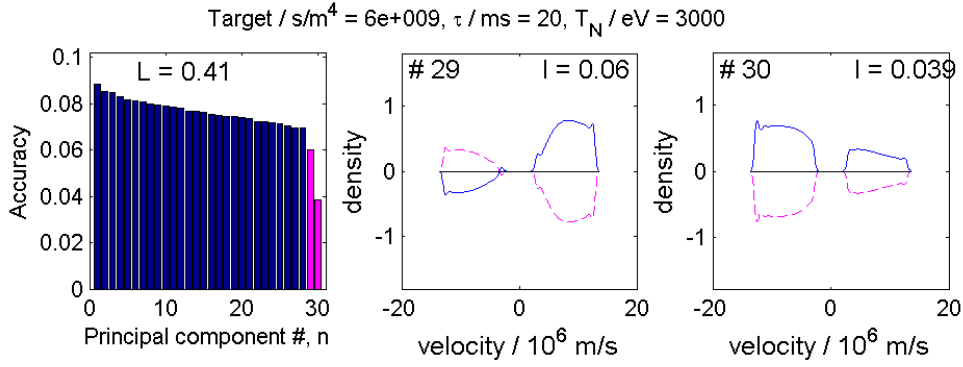 Target / s/m⁴ = 6e+009, τ / ms = 20, T_N / eV = 3000
L = 0.41
# 29
l = 0.06
# 30
l = 0.039
Accuracy
0.1
0.08
0.06
0.04
0.02
0
0
10
20
30
Principal component #, n
density
1
0
-1
-20
0
20
velocity / 10⁶ m/s
density
1
0
-1
-20
0
20
velocity / 10⁶ m/s